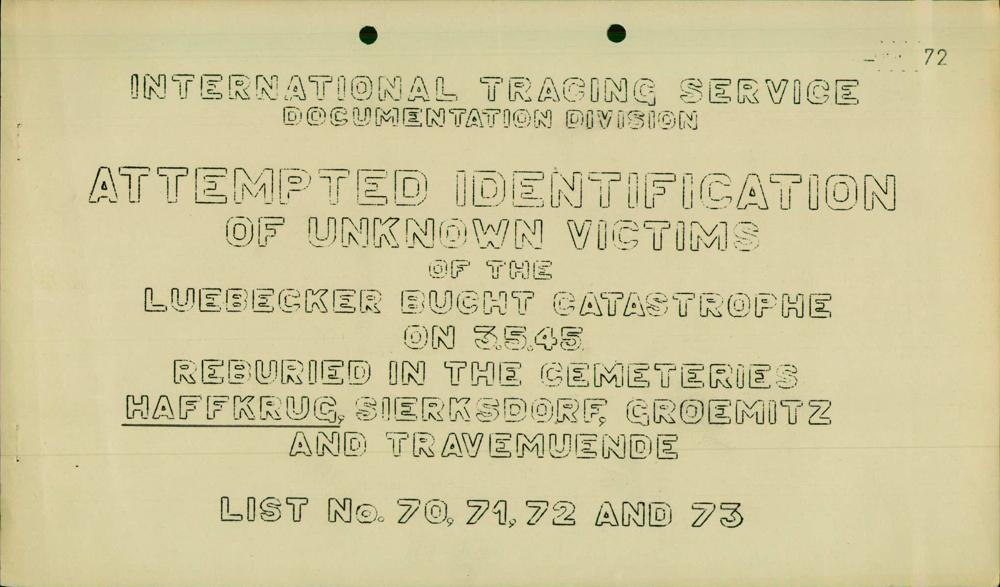 72
INTERNATIONAL TRACING SERVICE
DOCUMENTATION DIVISION
ATTEMPTED IDENTIFICATION
OF UNKNOWN VICTIMS
OF THE
LUEBECKER BUCHT CATASTROPHE
ON 3.5.45
REBURIED IN THE CEMETERIES
HAFFKRUG, SIERKSDORF, GROEMITZ
AND TRAVEMUENDE
LIST No. 70, 71, 72 AND 73